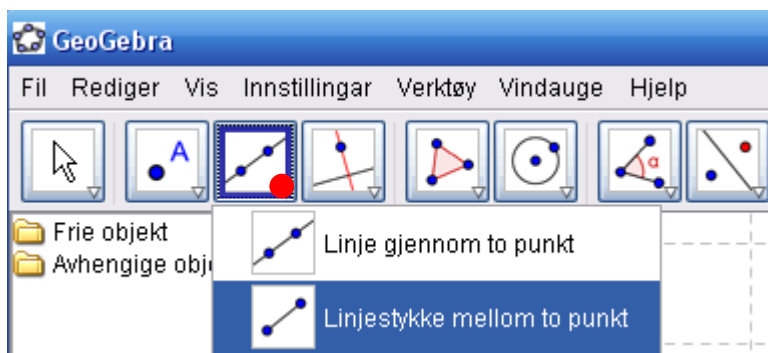 GeoGebra
Fil Rediger Vis Innstillingar Verktøy Vindauge Hjelp
A
α
Frie objekt
Avhengige obj
Linje gjennom to punkt
Linjestykke mellom to punkt